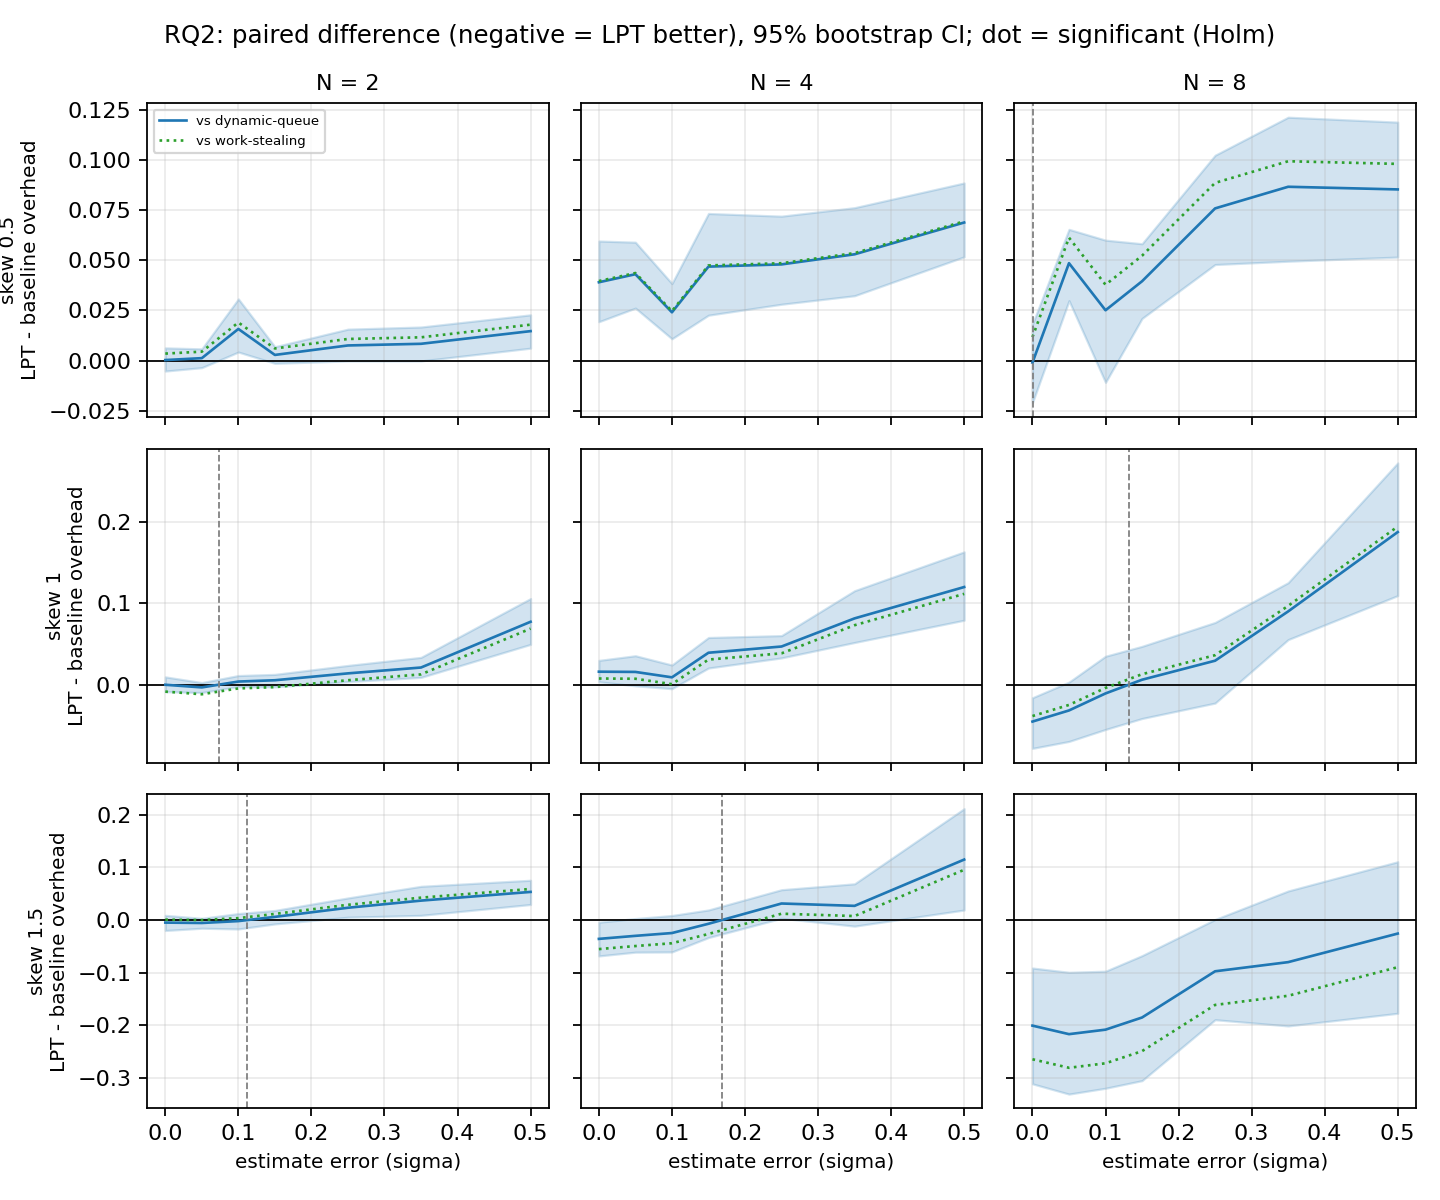 RQ2: paired difference (negative = LPT better), 95% bootstrap CI; dot = significant (Holm)
N = 2
N = 4
N = 8
skew 0.5
LPT - baseline overhead
0.125
0.100
0.075
0.050
0.025
0.000
−0.025
vs dynamic-queue
vs work-stealing
skew 1
LPT - baseline overhead
0.2
0.1
0.0
skew 1.5
LPT - baseline overhead
0.2
0.1
0.0
−0.1
−0.2
−0.3
0.0 0.1 0.2 0.3 0.4 0.5
0.0 0.1 0.2 0.3 0.4 0.5
0.0 0.1 0.2 0.3 0.4 0.5
estimate error (sigma)
estimate error (sigma)
estimate error (sigma)